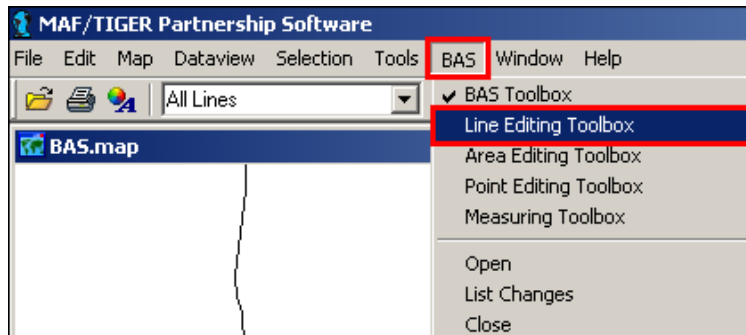 MAF/TIGER Partnership Software
File Edit Map Dataview Selection Tools BAS Window Help
All Lines
BAS.map
BAS Toolbox
Line Editing Toolbox
Area Editing Toolbox
Point Editing Toolbox
Measuring Toolbox
Open
List Changes
Close